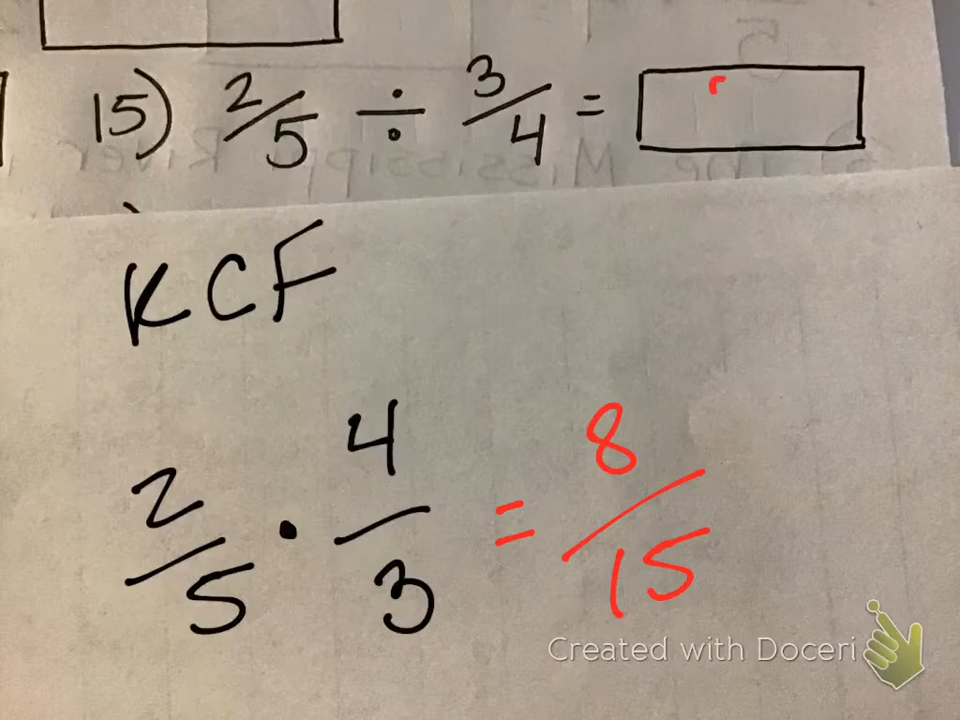 15) 2/5 ÷ 3/4 =
KCF
2/5 · 4/3 = 8/15
Created with Doceri